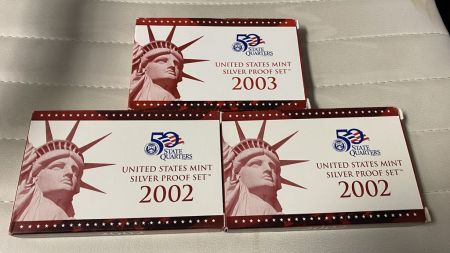 50
STATE
QUARTERS
UNITED STATES MINT
SILVER PROOF SET™
2003
50
STATE
QUARTERS
UNITED STATES MINT
SILVER PROOF SET™
2002
50
STATE
QUARTERS
UNITED STATES MINT
SILVER PROOF SET™
2002